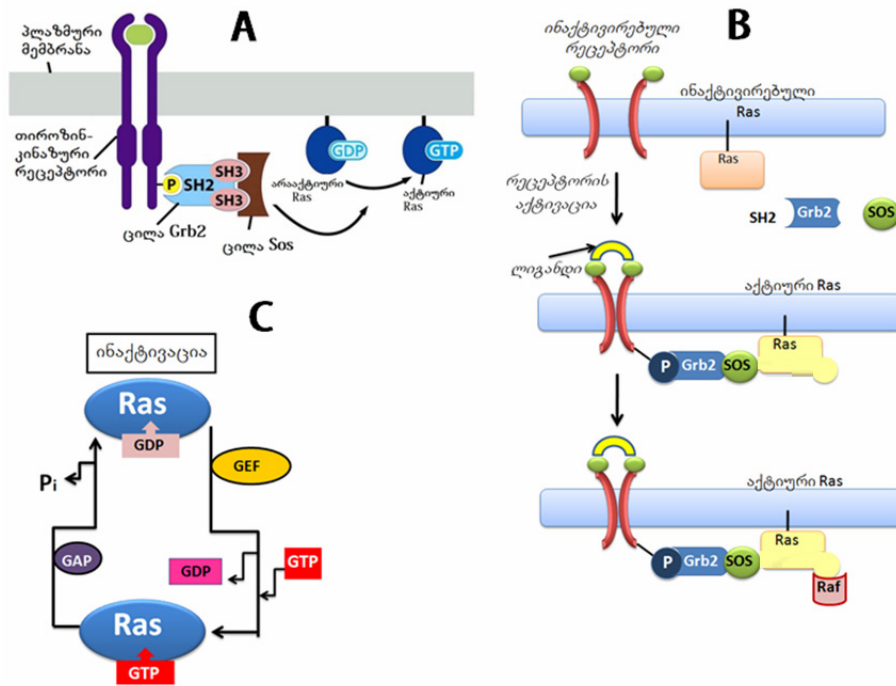 A
პლაზმური
მემბრანა
თიროზინ-
კინაზური
რეცეპტორი
P
SH2
SH3
SH3
GDP
GTP
არააქტიური
Ras
აქტიური
Ras
ცილა Grb2
ცილა Sos
B
ინაქტივირებული
რეცეპტორი
ინაქტივირებული
Ras
Ras
რეცეპტორის
აქტივაცია
SH2
Grb2
SOS
ლიგანდი
აქტიური Ras
Ras
P
Grb2
SOS
აქტიური Ras
Ras
P
Grb2
SOS
Raf
C
ინაქტივაცია
Ras
GDP
Pi
GEF
GAP
GDP
GTP
Ras
GTP